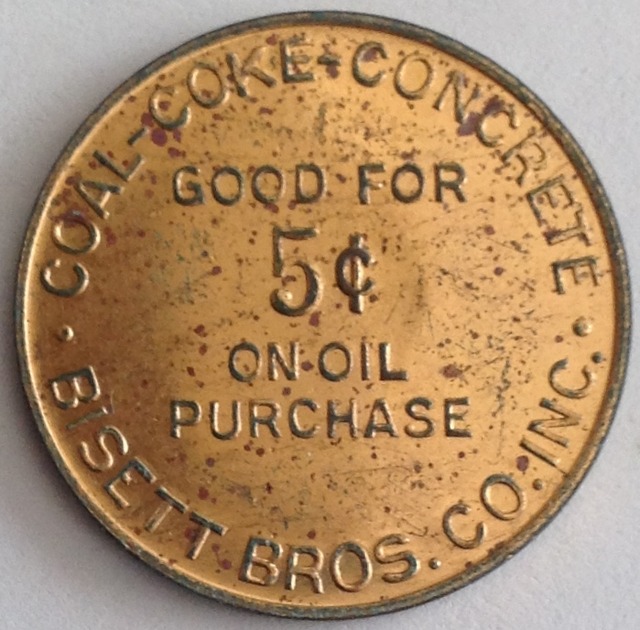 COAL-COKE-CONCRETE
GOOD FOR
5¢
ON OIL
PURCHASE
• BISETT BROS. CO. INC. •